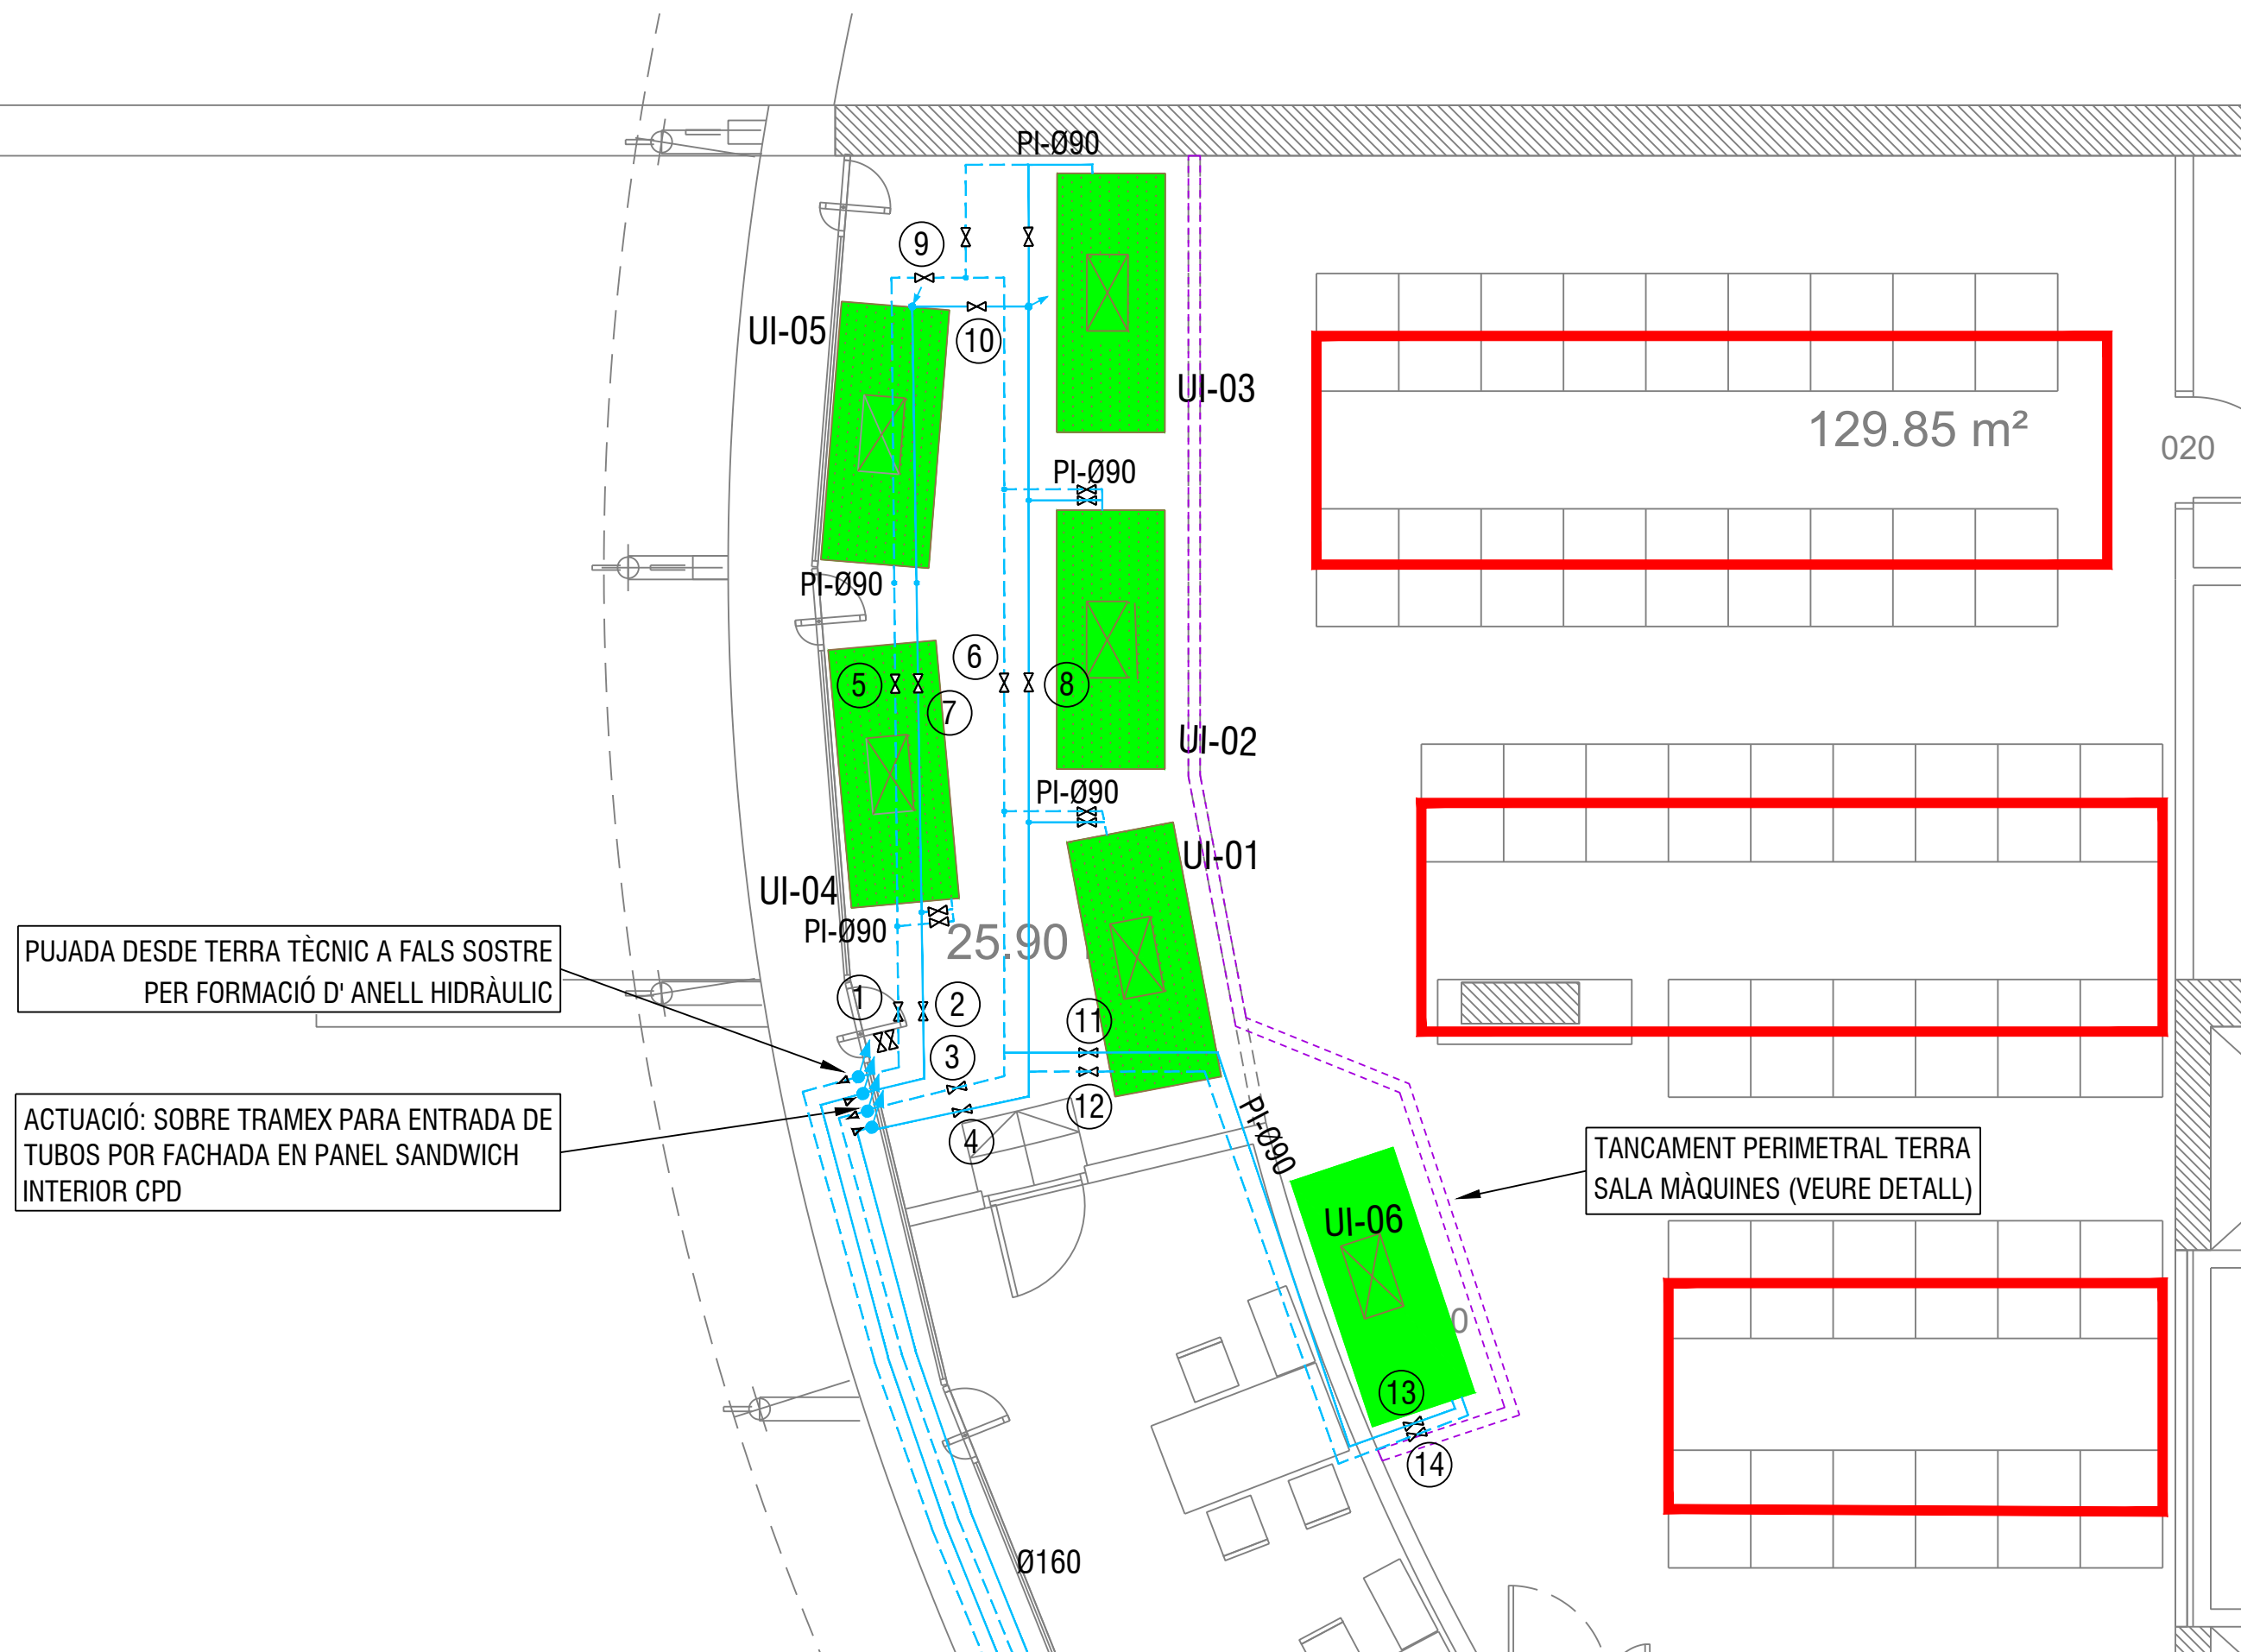 PI-Ø90
9
UI-05
10
UI-03
129.85 m²
020
PI-Ø90
PI-Ø90
6
5
8
7
UI-02
PI-Ø90
UI-01
UI-04
PI-Ø90
25.90
PUJADA DESDE TERRA TÈCNIC A FALS SOSTRE
PER FORMACIÓ D' ANELL HIDRÀULIC
1
2
11
3
12
4
ACTUACIÓ: SOBRE TRAMEX PARA ENTRADA DE
TUBOS POR FACHADA EN PANEL SANDWICH
INTERIOR CPD
PI-Ø90
TANCAMENT PERIMETRAL TERRA
SALA MÀQUINES (VEURE DETALL)
UI-06
0
13
14
Ø160